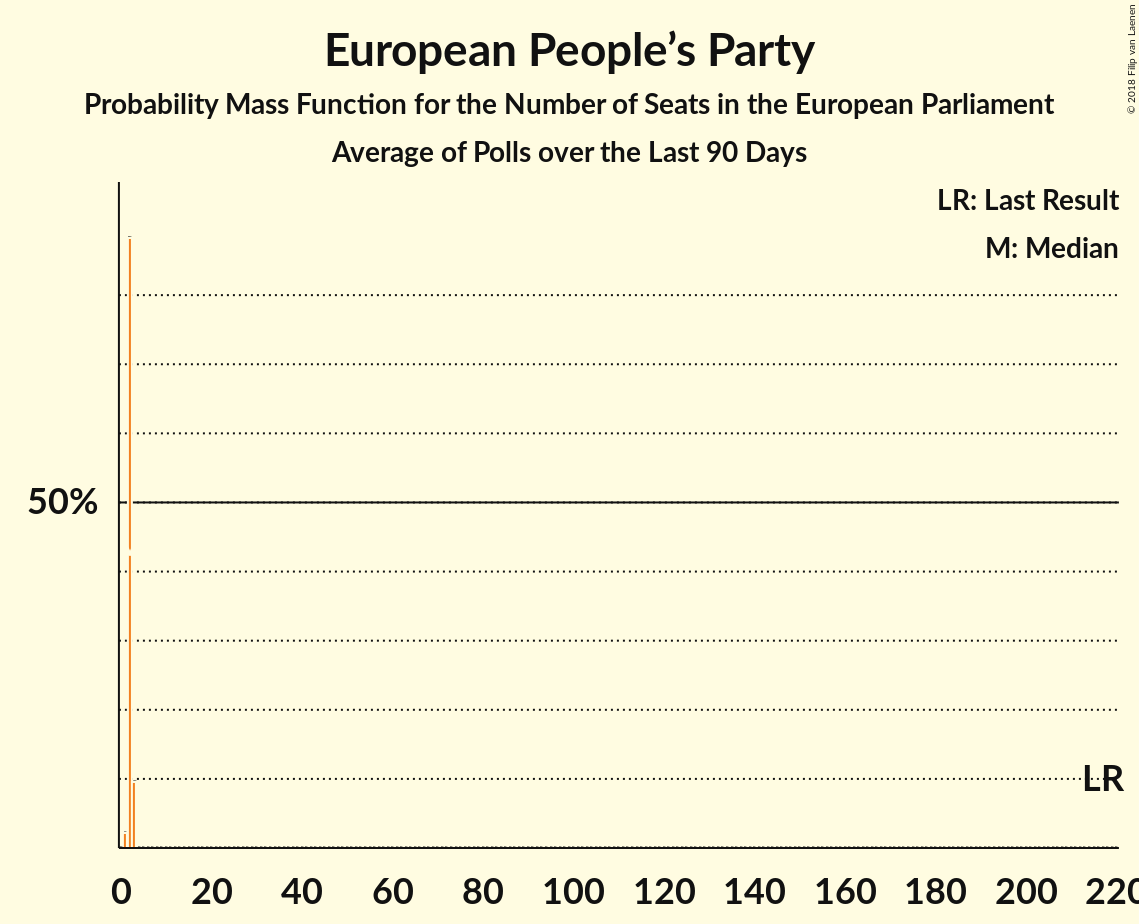 European People’s Party
Probability Mass Function for the Number of Seats in the European Parliament
Average of Polls over the Last 90 Days
© 2018 Filip van Laenen
LR: Last Result
M: Median
50%
LR
0 20 40 60 80 100 120 140 160 180 200 220